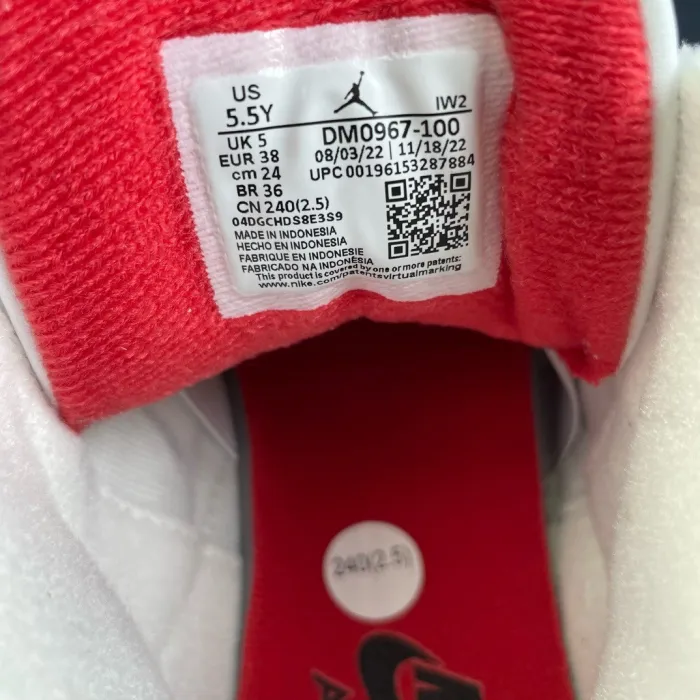 US
5.5Y
IW2
UK 5
DM0967-100
EUR 38
08/03/22 | 11/18/22
cm 24
UPC 00196153287884
BR 36
CN 240(2.5)
04DGCHDS8E3S9
MADE IN INDONESIA
HECHO EN INDONESIA
FABRIQUE EN INDONESIE
FABRICADO NA INDONÉSIA
This product is covered by one or more patents:
www.nike.com/patentsvirtualmarking
240(2.5)